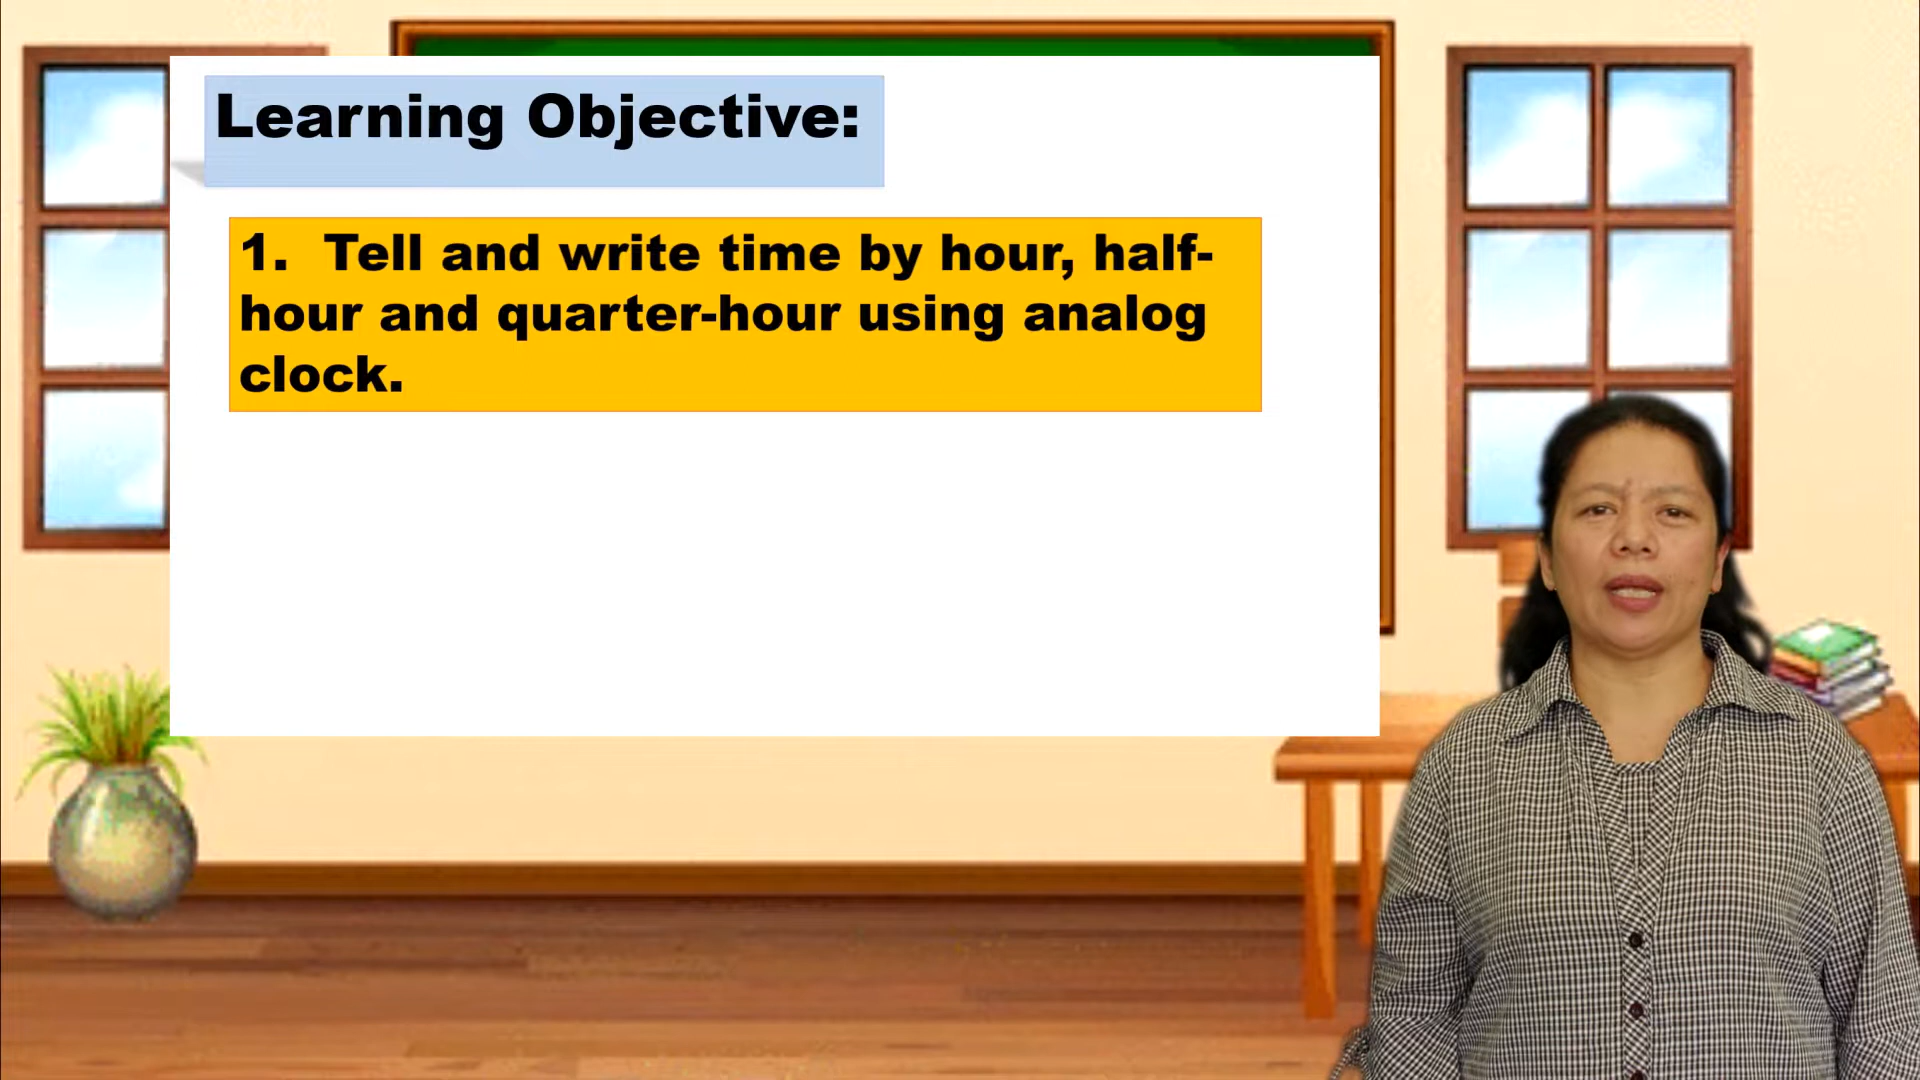 Learning Objective:
1. Tell and write time by hour, half-
hour and quarter-hour using analog
clock.